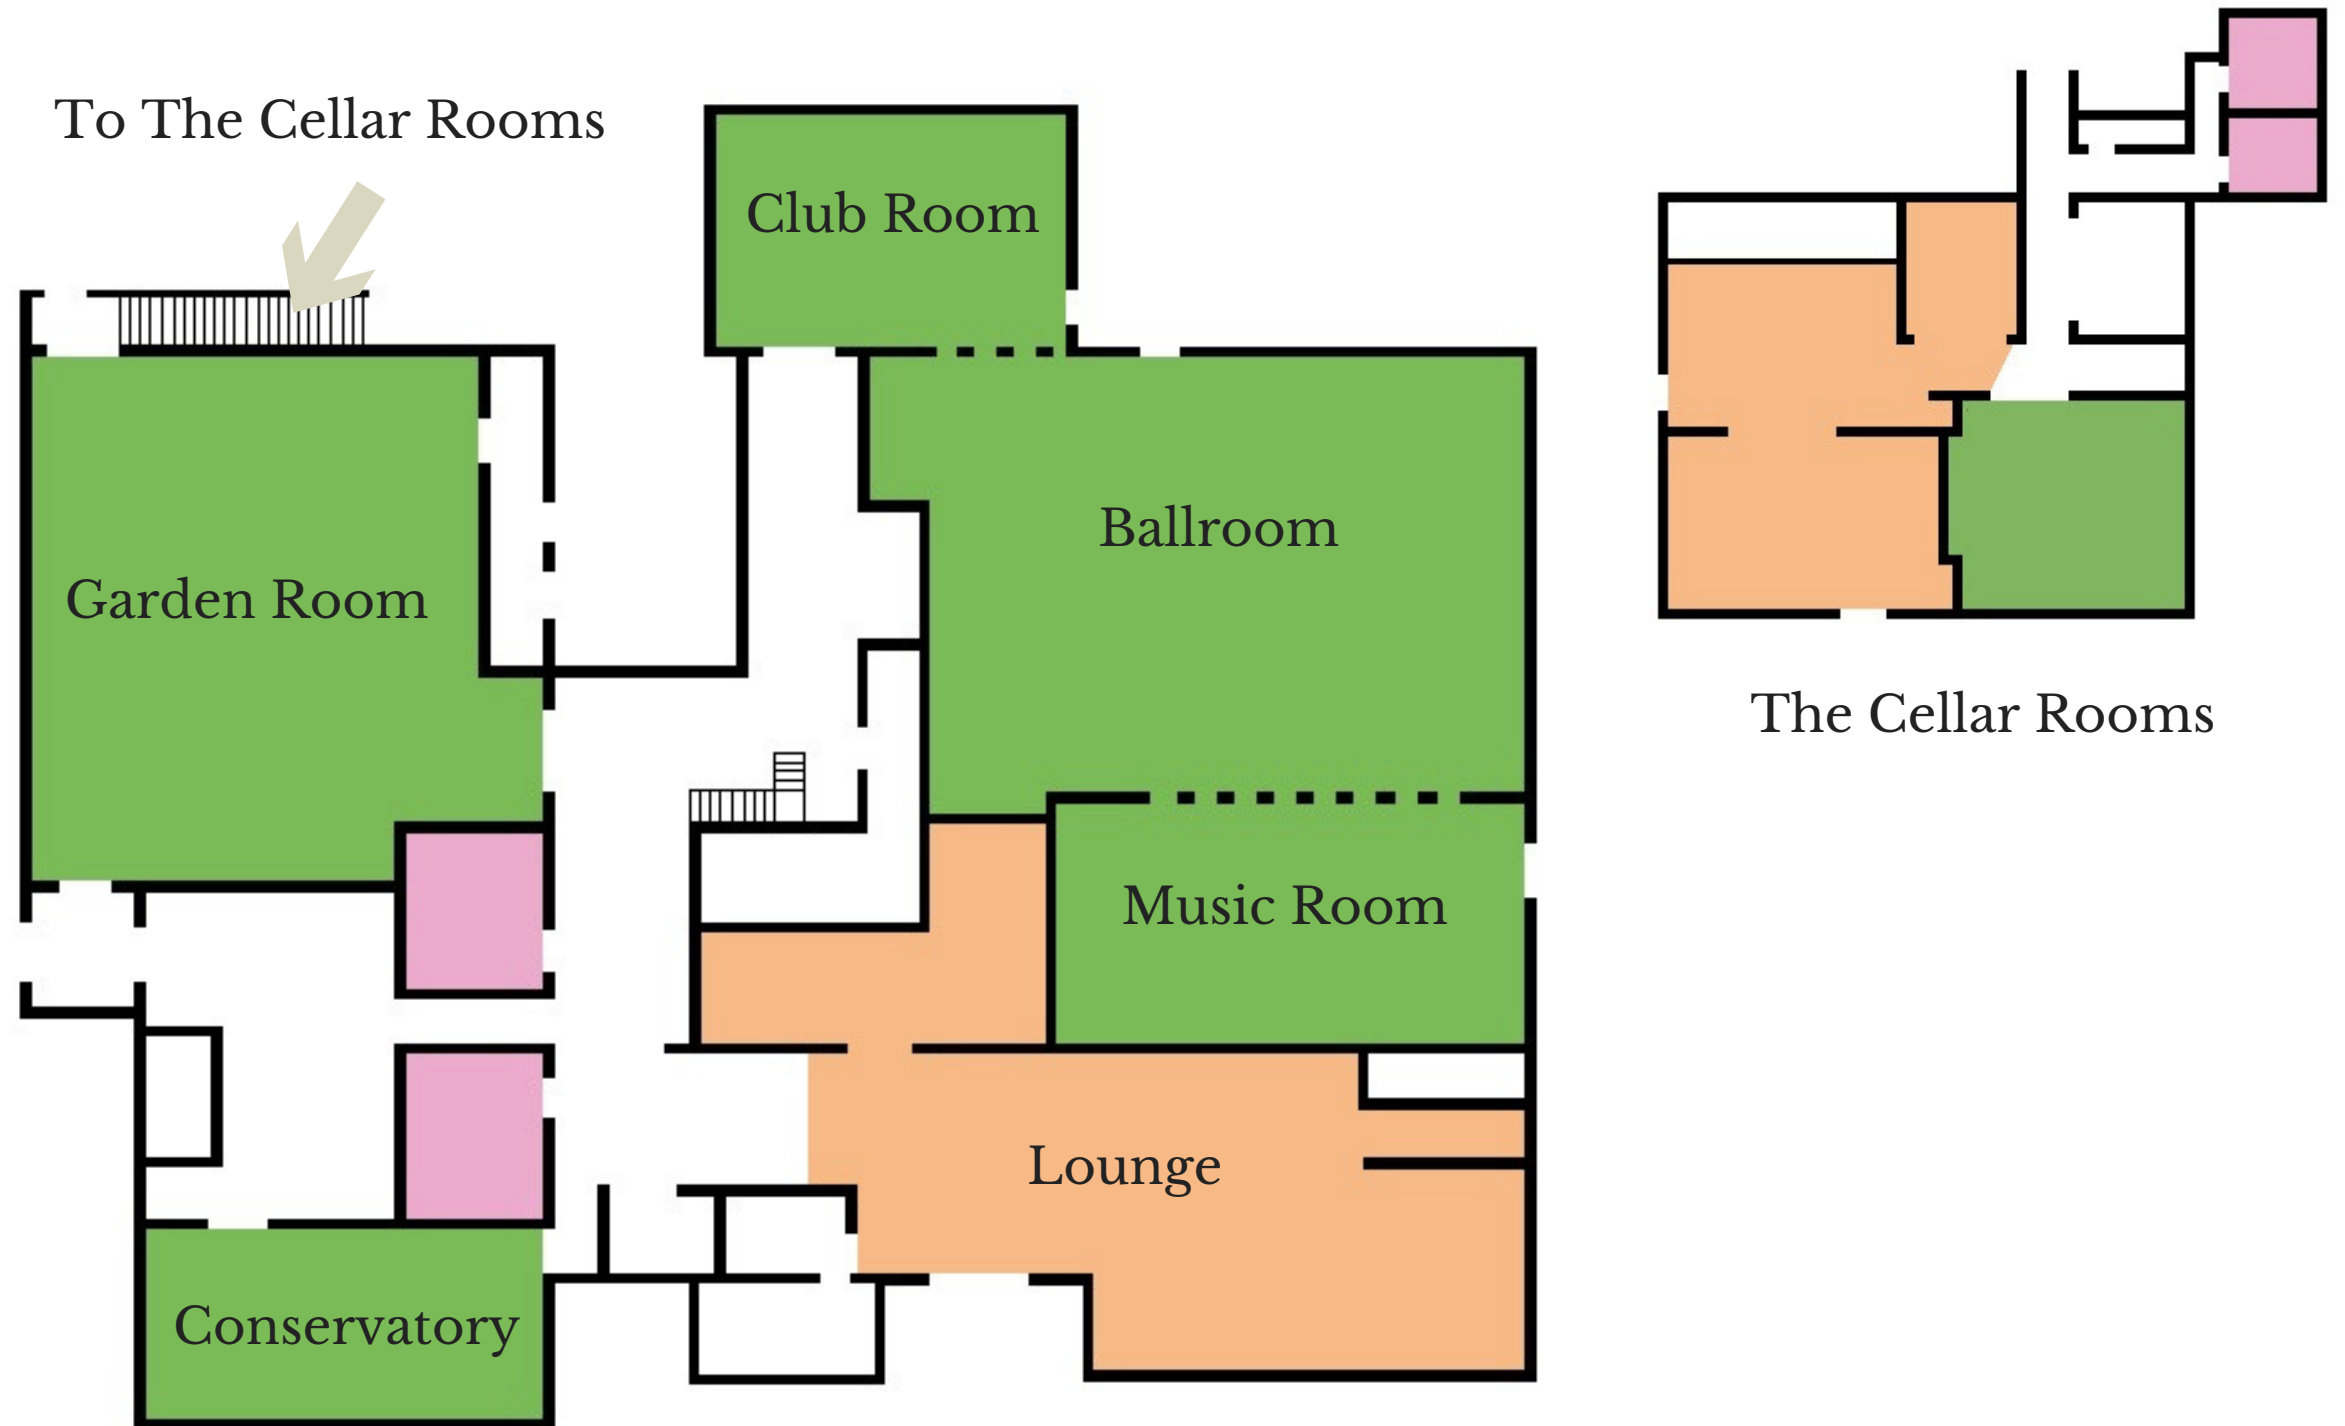 To The Cellar Rooms
Club Room
Ballroom
Garden Room
The Cellar Rooms
Music Room
Lounge
Conservatory